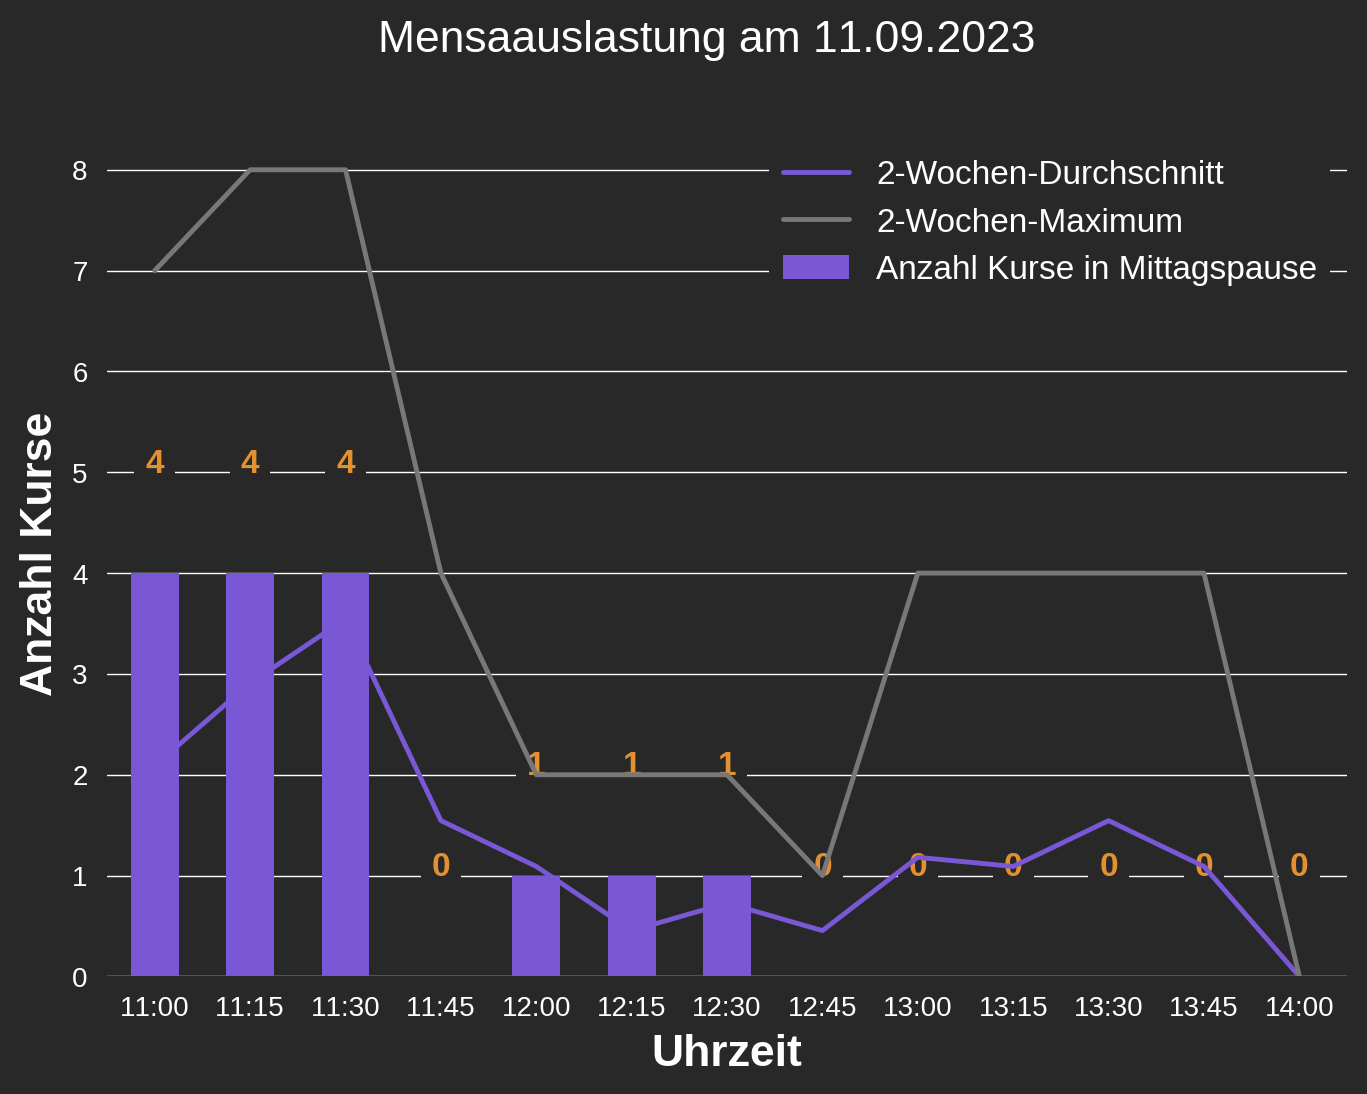 Mensaauslastung am 11.09.2023
2-Wochen-Durchschnitt
2-Wochen-Maximum
Anzahl Kurse in Mittagspause
Anzahl Kurse
8
7
6
5
4
3
2
1
0
4 4 4
1 1 1
0 0 0 0 0 0 0
11:00 11:15 11:30 11:45 12:00 12:15 12:30 12:45 13:00 13:15 13:30 13:45 14:00
Uhrzeit